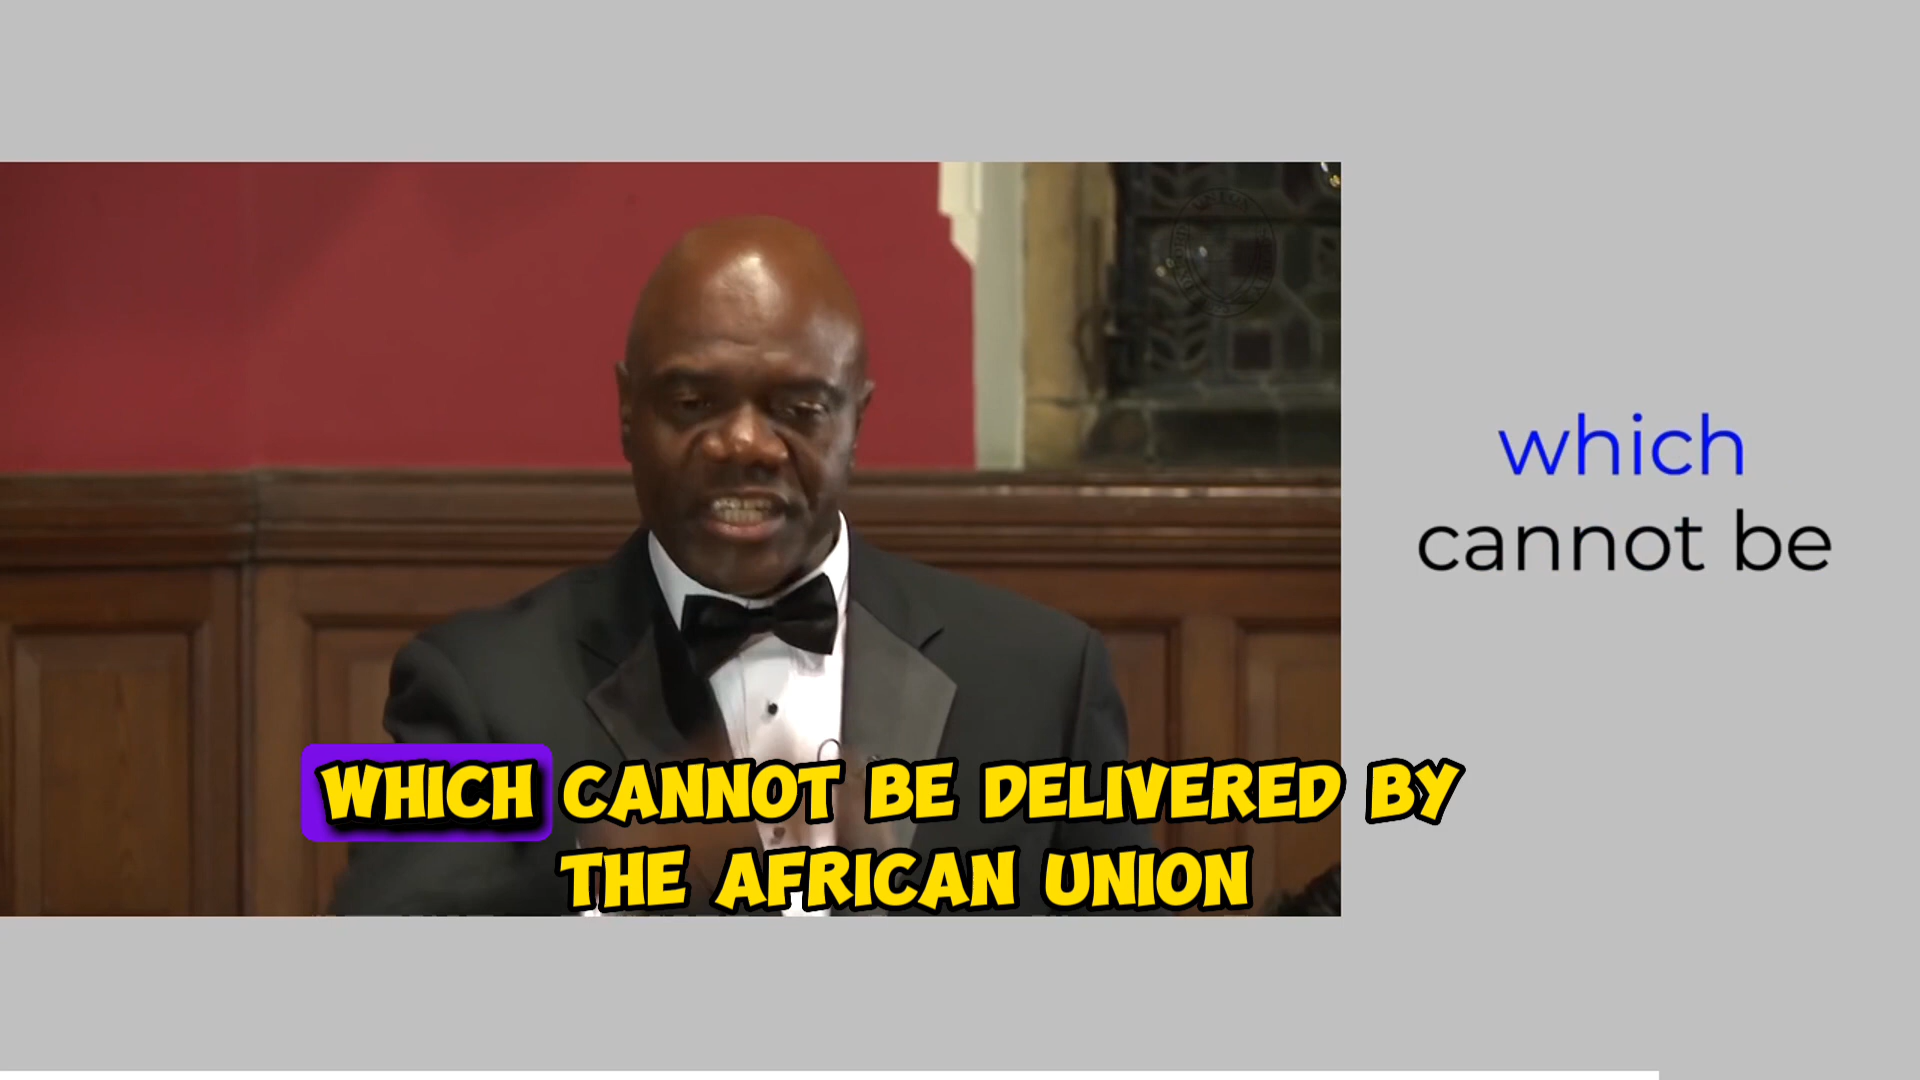 which
cannot be
WHICH CANNOT BE DELIVERED BY
THE AFRICAN UNION